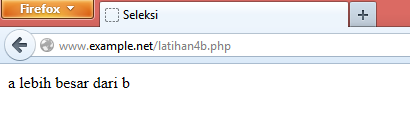 Firefox
Seleksi
www.example.net/latihan4b.php
a lebih besar dari b